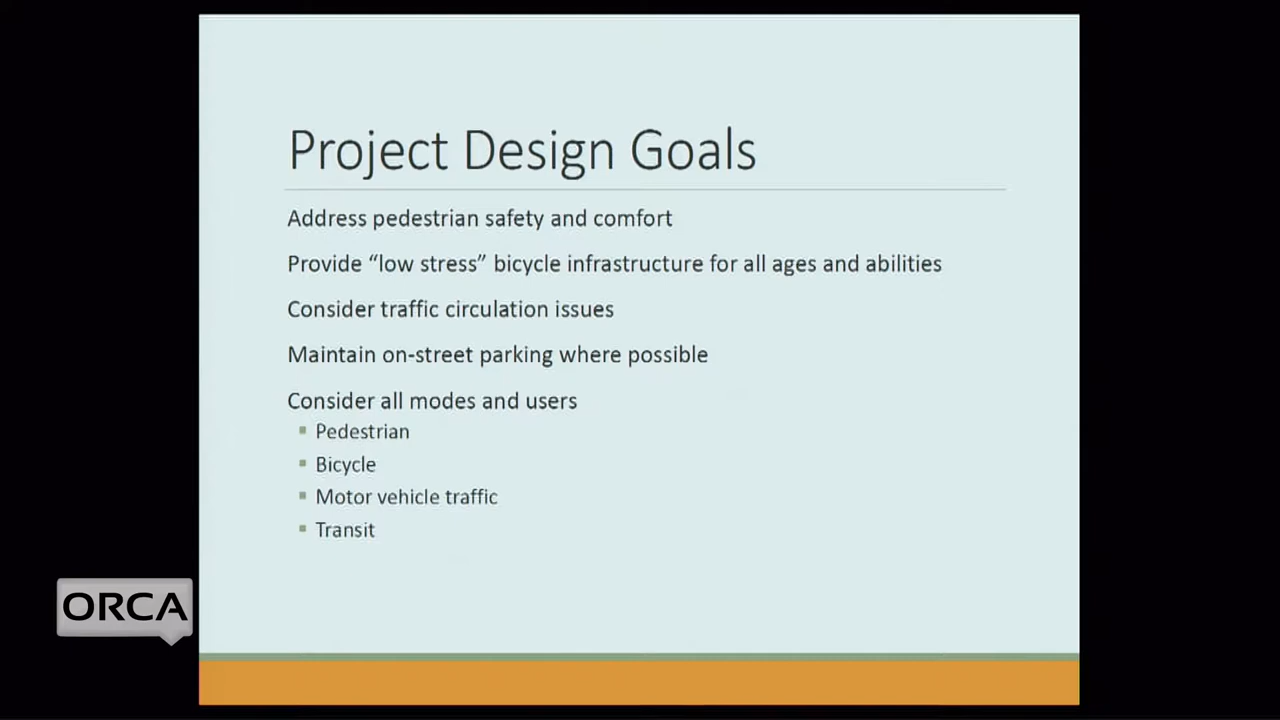 Project Design Goals
Address pedestrian safety and comfort
Provide “low stress” bicycle infrastructure for all ages and abilities
Consider traffic circulation issues
Maintain on-street parking where possible
Consider all modes and users
Pedestrian
Bicycle
Motor vehicle traffic
Transit
ORCA